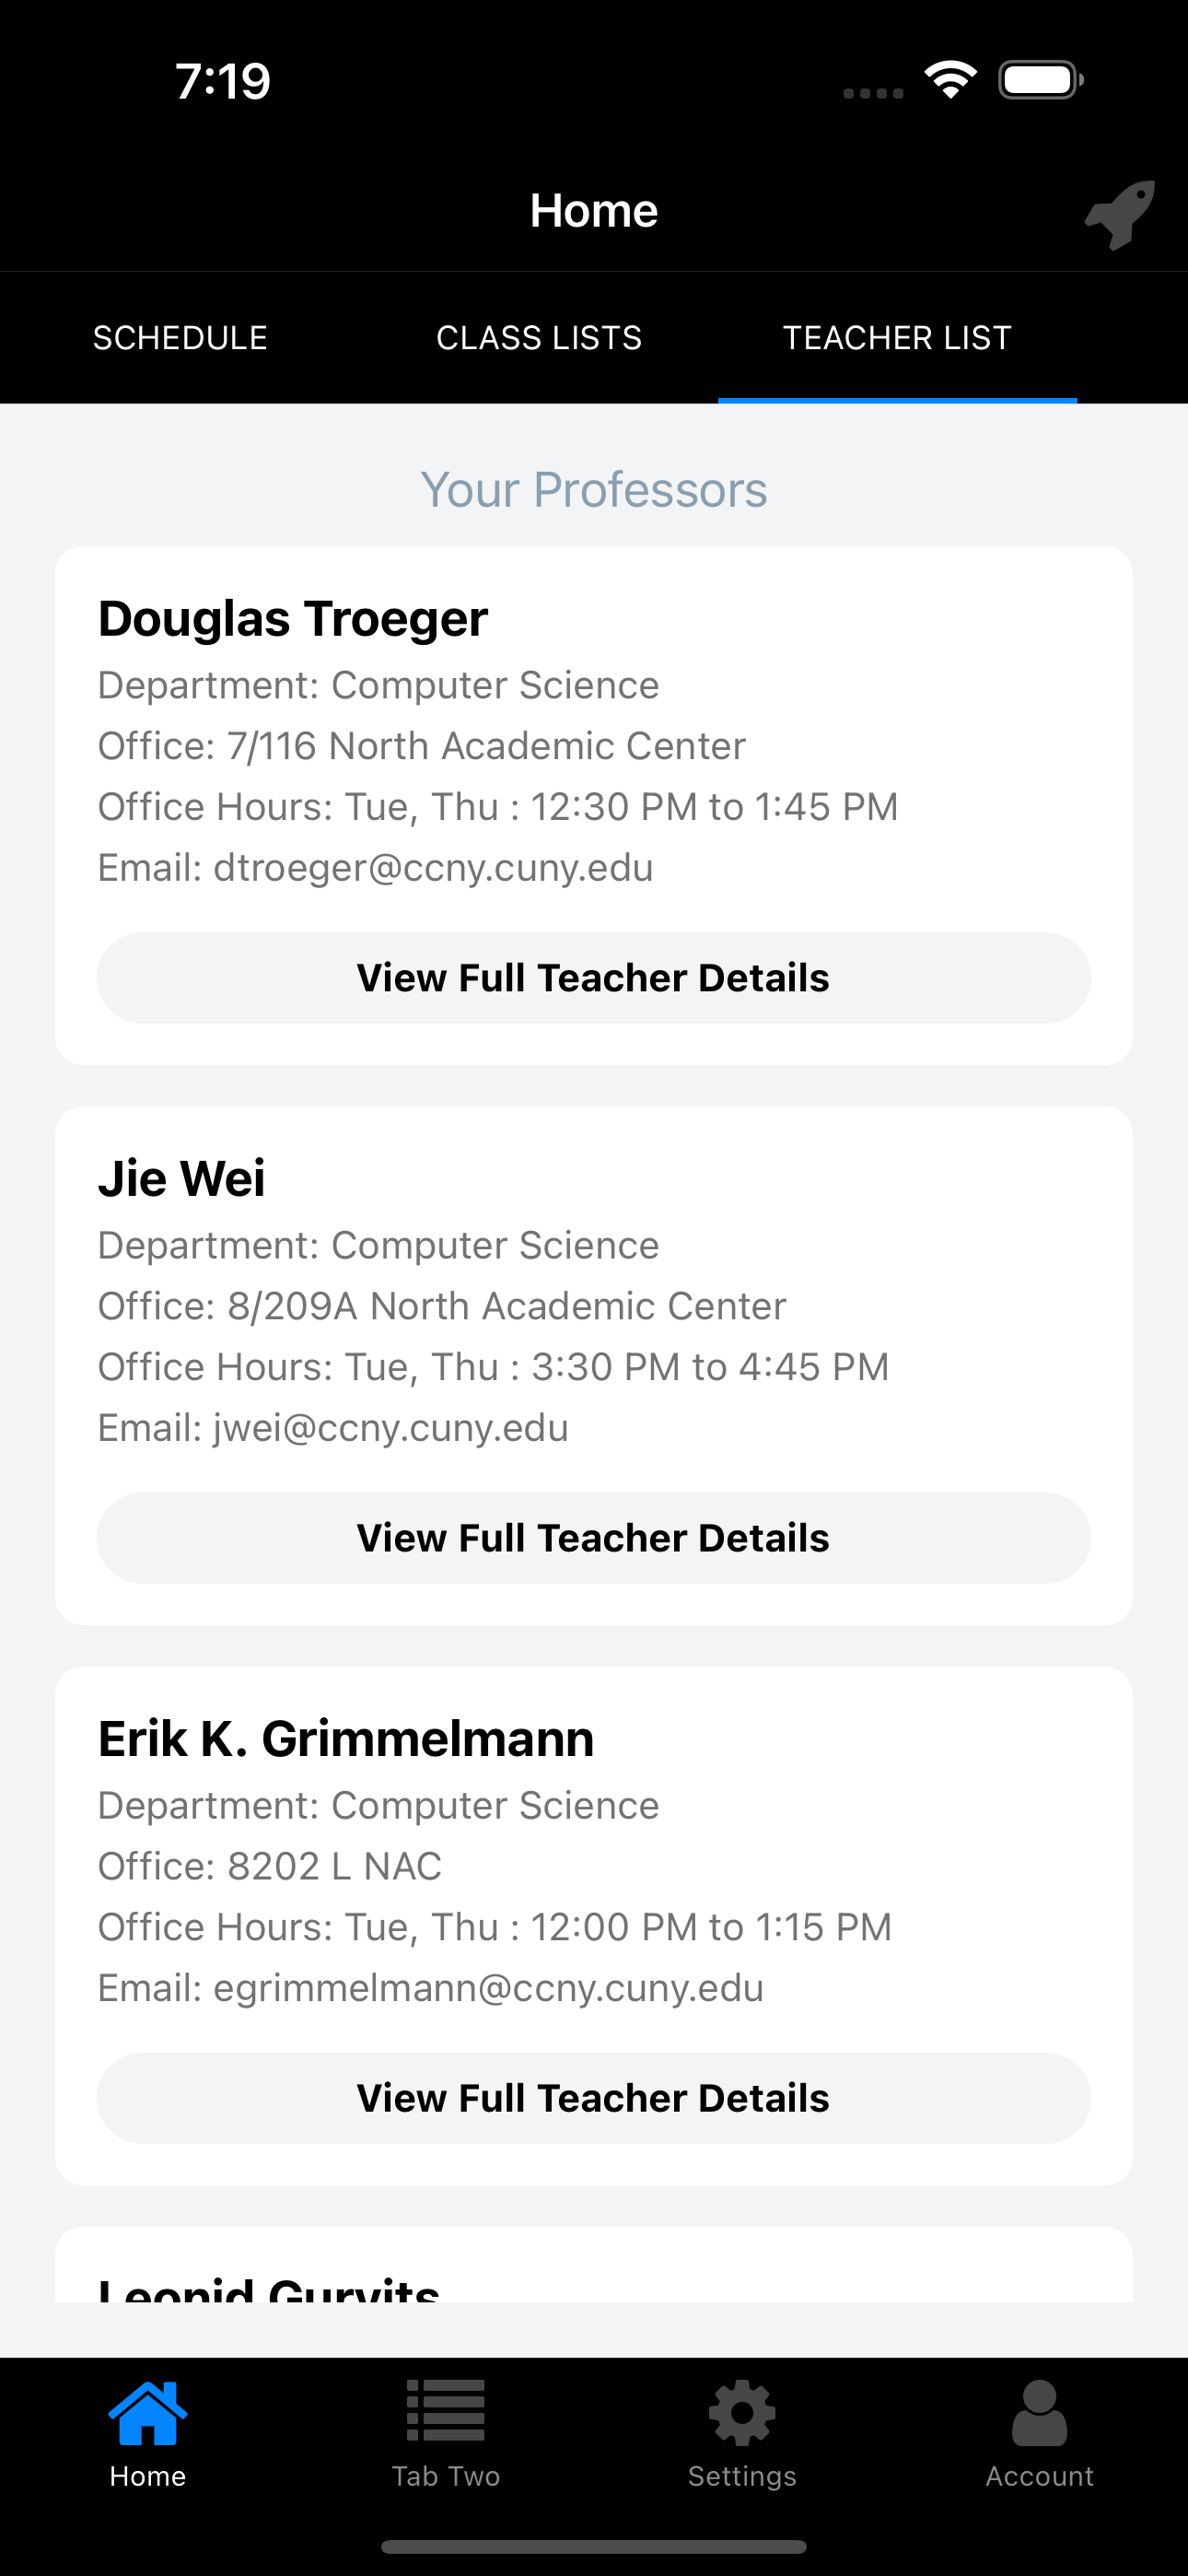 7:19
Home
SCHEDULE
CLASS LISTS
TEACHER LIST
Your Professors
Douglas Troeger
Department: Computer Science
Office: 7/116 North Academic Center
Office Hours: Tue, Thu : 12:30 PM to 1:45 PM
Email: dtroeger@ccny.cuny.edu
View Full Teacher Details
Jie Wei
Department: Computer Science
Office: 8/209A North Academic Center
Office Hours: Tue, Thu : 3:30 PM to 4:45 PM
Email: jwei@ccny.cuny.edu
View Full Teacher Details
Erik K. Grimmelmann
Department: Computer Science
Office: 8202 L NAC
Office Hours: Tue, Thu : 12:00 PM to 1:15 PM
Email: egrimmelmann@ccny.cuny.edu
View Full Teacher Details
Leonid Gurvits
Home
Tab Two
Settings
Account